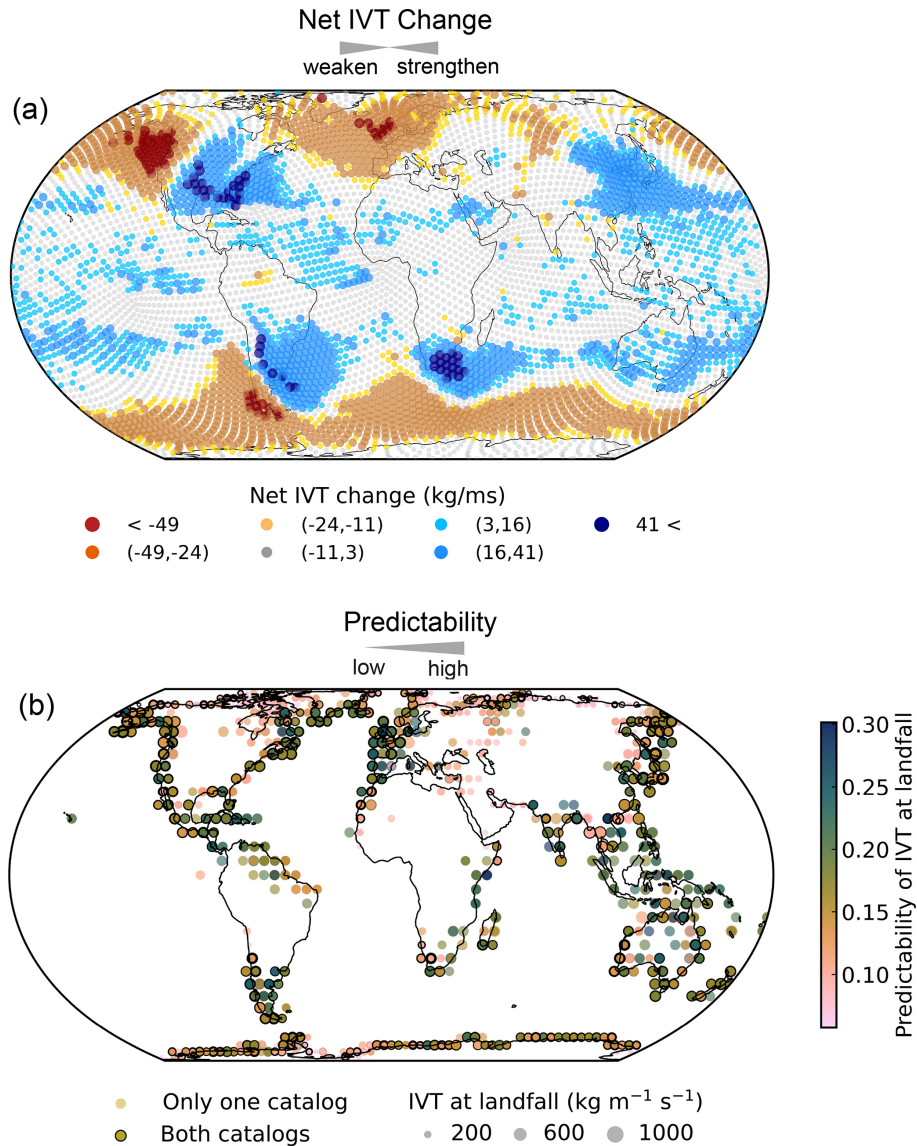 Net IVT Change
weaken strengthen
(a)
Net IVT change (kg/ms)
< -49 (-24,-11) (3,16) 41 <
(-49,-24) (-11,3) (16,41)
Predictability
low high
(b)
0.30
0.25
0.20
0.15
0.10
Predictability of IVT at landfall
Only one catalog IVT at landfall (kg m⁻¹ s⁻¹)
Both catalogs 200 600 1000